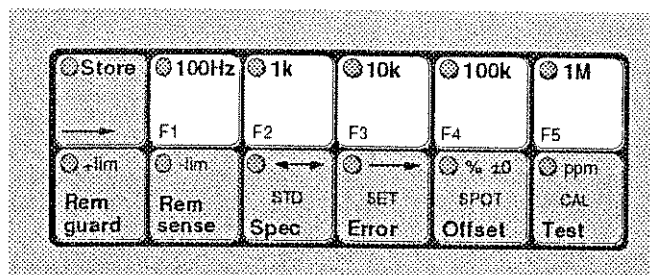 Store 100Hz 1k 10k 100k 1M
F1 F2 F3 F4 F5
+lim -lim % ±0 ppm
STD SET SPOT CAL
Rem guard Rem sense Spec Error Offset Test